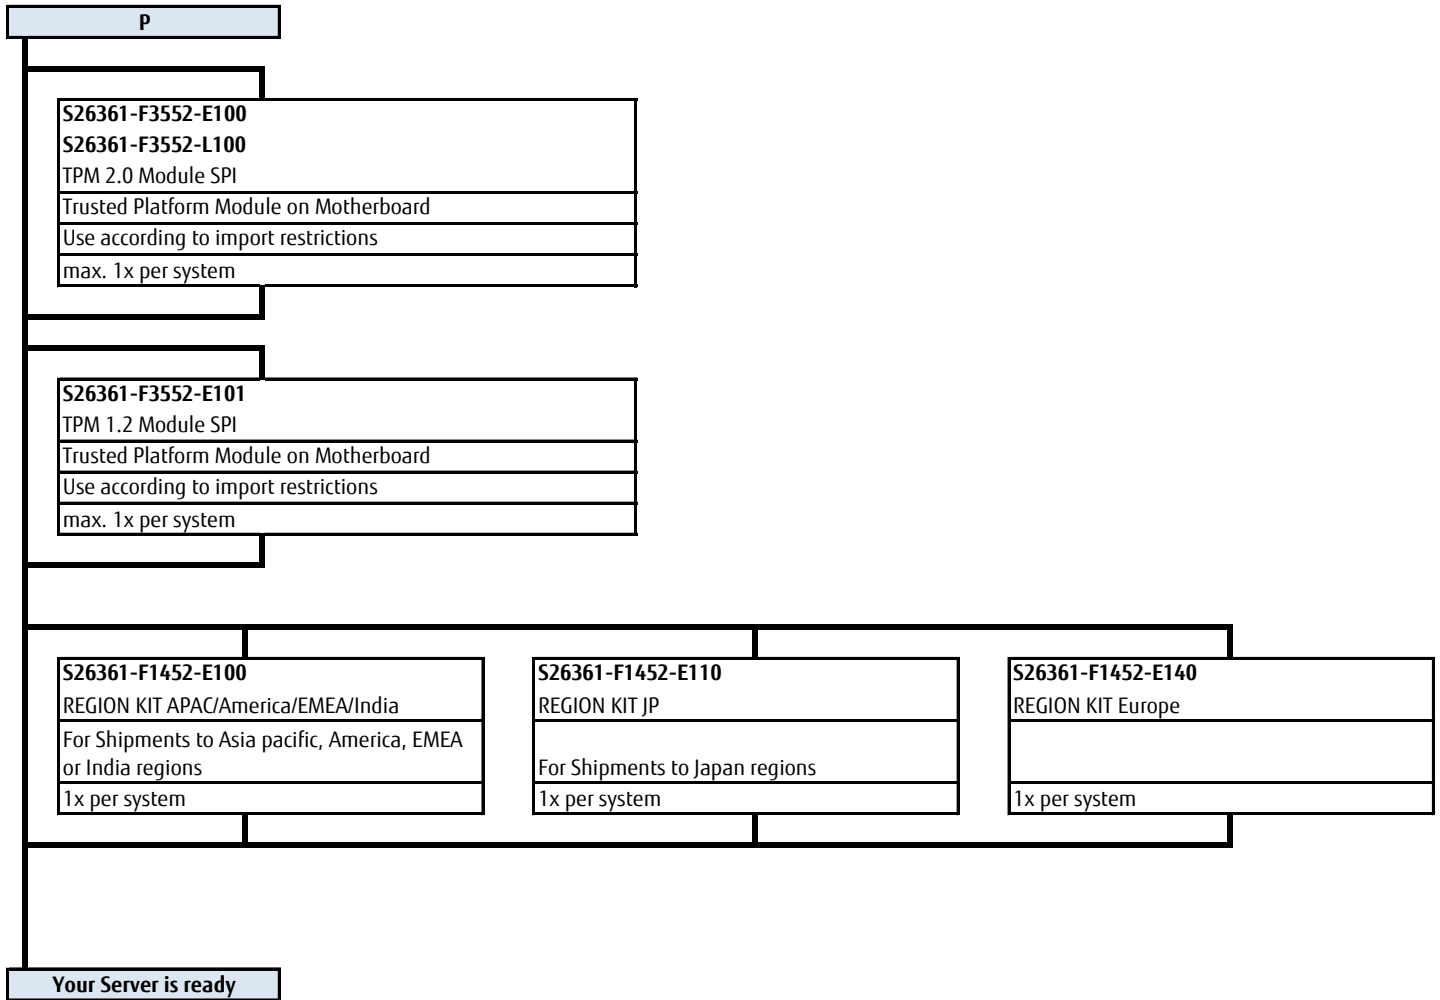 P
S26361-F3552-E100
S26361-F3552-L100
TPM 2.0 Module SPI
Trusted Platform Module on Motherboard
Use according to import restrictions
max. 1x per system
S26361-F3552-E101
TPM 1.2 Module SPI
Trusted Platform Module on Motherboard
Use according to import restrictions
max. 1x per system
S26361-F1452-E100
REGION KIT APAC/America/EMEA/India
For Shipments to Asia pacific, America, EMEA
or India regions
1x per system
S26361-F1452-E110
REGION KIT JP
For Shipments to Japan regions
1x per system
S26361-F1452-E140
REGION KIT Europe
1x per system
Your Server is ready